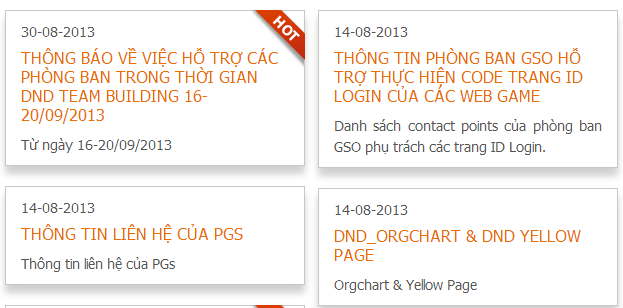 30-08-2013
HOT
THÔNG BÁO VỀ VIỆC HỖ TRỢ CÁC
PHÒNG BAN TRONG THỜI GIAN
DND TEAM BUILDING 16-
20/09/2013
Từ ngày 16-20/09/2013
14-08-2013
THÔNG TIN PHÒNG BAN GSO HỖ
TRỢ THỰC HIỆN CODE TRANG ID
LOGIN CỦA CÁC WEB GAME
Danh sách contact points của phòng ban
GSO phụ trách các trang ID Login.
14-08-2013
THÔNG TIN LIÊN HỆ CỦA PGS
Thông tin liên hệ của PGs
14-08-2013
DND_ORGCHART & DND YELLOW
PAGE
Orgchart & Yellow Page